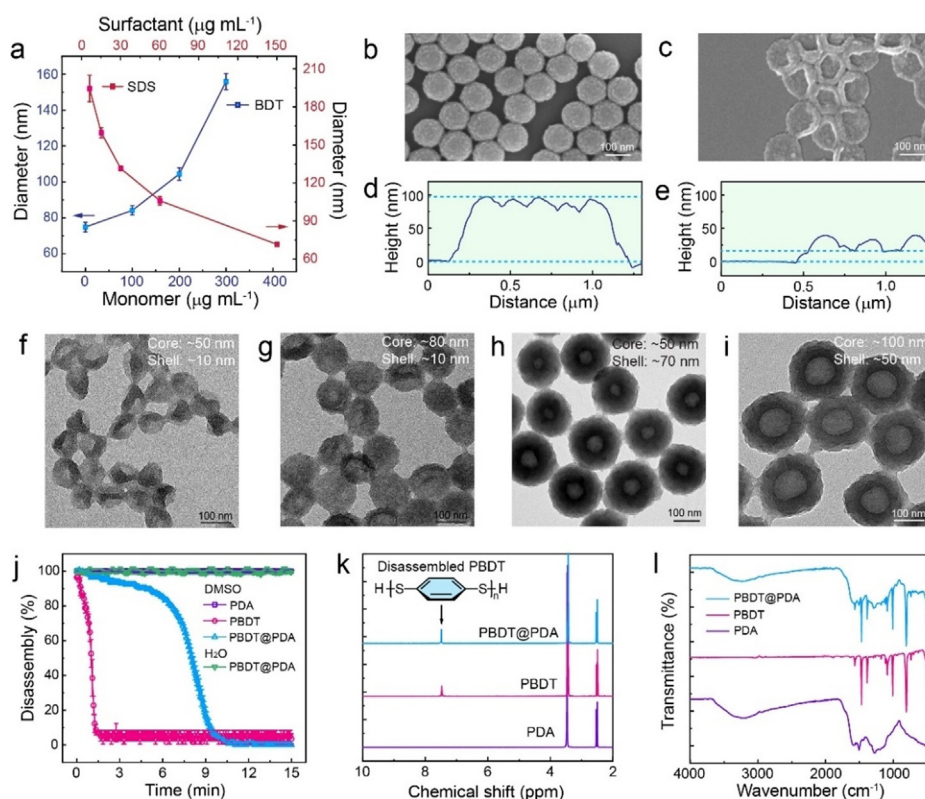 a
Surfactant (μg mL-1)
0 30 60 90 120 150
160
140
120
100
80
60
Diameter (nm)
SDS
BDT
210
180
150
120
90
60
Diameter (nm)
0 100 200 300 400
Monomer (μg mL-1)
b
100 nm
c
100 nm
d
Height (nm)
100
50
0
0 0.5 1.0
Distance (μm)
e
Height (nm)
100
50
0
0 0.5 1.0
Distance (μm)
f
Core: ~50 nm
Shell: ~10 nm
100 nm
g
Core: ~80 nm
Shell: ~10 nm
100 nm
h
Core: ~50 nm
Shell: ~70 nm
100 nm
i
Core: ~100 nm
Shell: ~50 nm
100 nm
j
Disassembly (%)
100
80
60
40
20
0
DMSO
PDA
PBDT
PBDT@PDA
H2O
PBDT@PDA
0 3 6 9 12 15
Time (min)
k
Disassembled PBDT
H S S n H
PBDT@PDA
PBDT
PDA
10 8 6 4 2
Chemical shift (ppm)
l
Transmittance (%)
PBDT@PDA
PBDT
PDA
4000 3000 2000 1000
Wavenumber (cm-1)